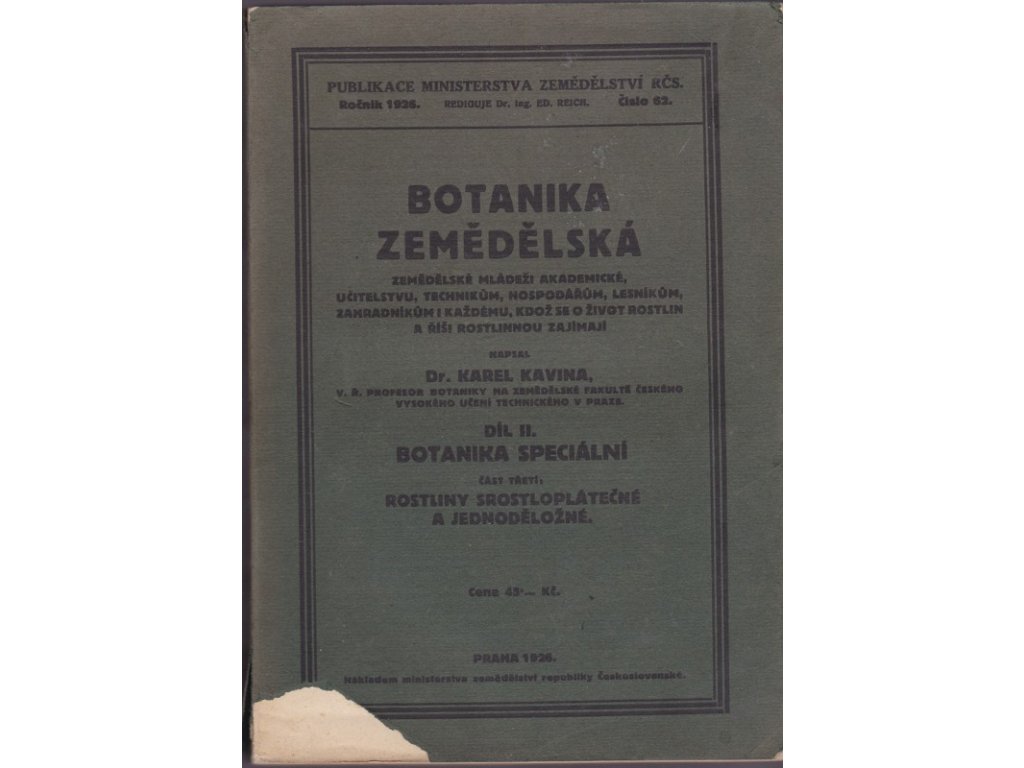 PUBLIKACE MINISTERSTVA ZEMĚDĚLSTVÍ RČS.
Ročník 1926. REDIGUJE Dr. Ing. ED. REICH. Číslo 62.
BOTANIKA
ZEMĚDĚLSKÁ
ZEMĚDĚLSKÉ MLÁDEŽI AKADEMICKÉ,
UČITELSTVU, TECHNIKŮM, HOSPODÁŘŮM, LESNÍKŮM,
ZAHRADNÍKŮM I KAŽDÉMU, KDOŽ SE O ŽIVOT ROSTLIN
A ŘÍŠI ROSTLINNOU ZAJÍMAJÍ
NAPSAL
Dr. KAREL KAVINA,
V. Ř. PROFESOR BOTANIKY NA ZEMĚDĚLSKÉ FAKULTĚ ČESKÉHO
VYSOKÉHO UČENÍ TECHNICKÉHO V PRAZE.
DÍL II.
BOTANIKA SPECIÁLNÍ
ČÁST TŘETÍ:
ROSTLINY SROSTLOPLÁTEČNÉ
A JEDNODĚLOŽNÉ.
Cena 45·— Kč.
PRAHA 1926.
Nákladem ministerstva zemědělství republiky Československé.